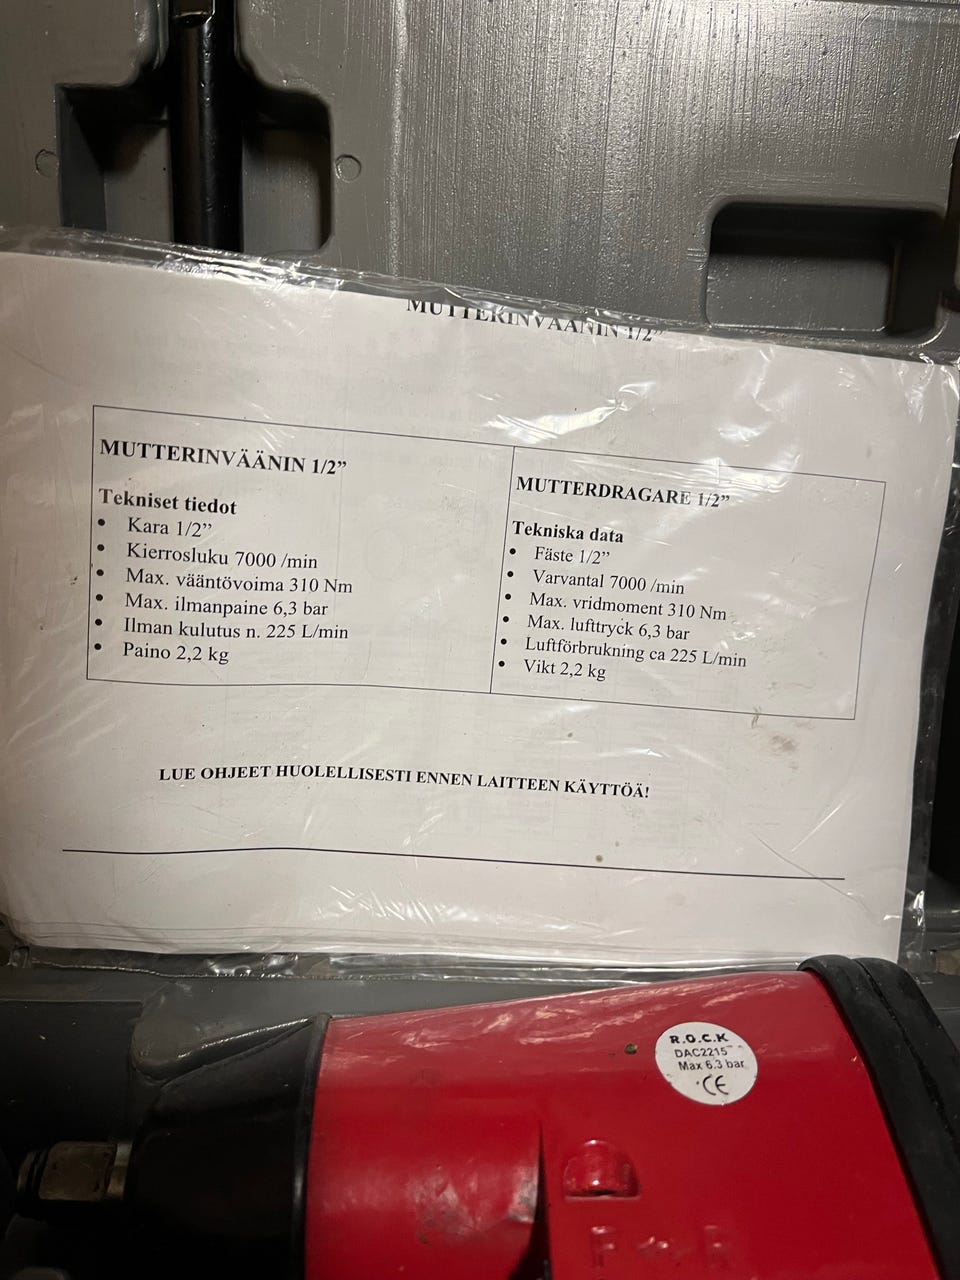 MUTTERINVÄÄNIN 1/2”
MUTTERINVÄÄNIN 1/2”
Tekniset tiedot
• Kara 1/2”
• Kierrosluku 7000 /min
• Max. vääntövoima 310 Nm
• Max. ilmanpaine 6,3 bar
• Ilman kulutus n. 225 L/min
• Paino 2,2 kg
MUTTERDRAGARE 1/2”
Tekniska data
• Fäste 1/2”
• Varvantal 7000 /min
• Max. vridmoment 310 Nm
• Max. lufttryck 6,3 bar
• Luftförbrukning ca 225 L/min
• Vikt 2,2 kg
LUE OHJEET HUOLELLISESTI ENNEN LAITTEEN KÄYTTÖÄ!
R.O.C.K
DAC2215
Max 6.3 bar
CE
F R